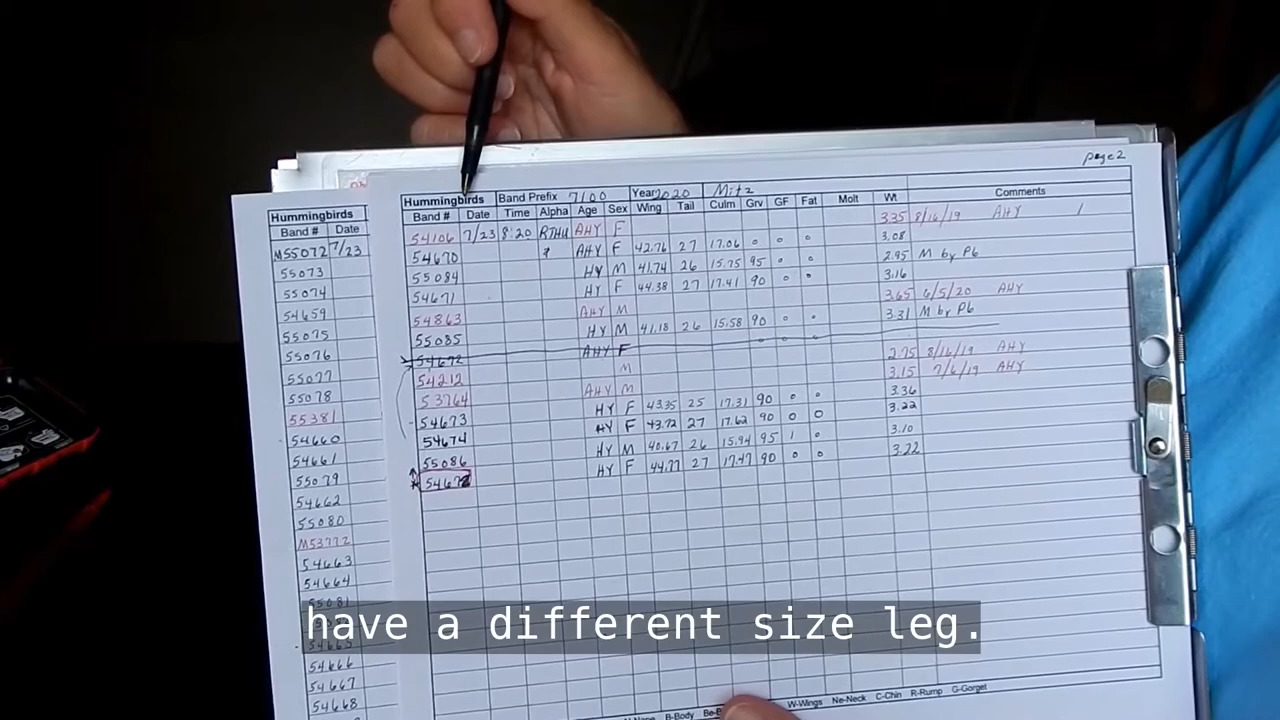 page 2
Hummingbirds Band Prefix 7100 Year 2020 Mitz
Band # Date Time Alpha Age Sex Wing Tail Culm Grv GF Fat Molt Wt Comments
54106 7/23 8:20 RTHU AHY F 3.35 8/16/19 AHY 1
54670 AHY F 42.76 27 17.06 0 0 0 3.08
55084 HY M 41.74 26 15.75 95 0 0 2.95 M by Pb
54671 HY F 44.38 27 17.41 90 0 0 3.16
54863 AHY M 3.65 6/5/20 AHY
55085 HY M 41.18 26 15.58 90 0 0 3.31 M by Pb
54672 AHY F
54212 M 2.75 8/16/19 AHY
53764 AHY M 3.15 7/6/19 AHY
54673 HY F 43.35 25 17.31 90 0 0 3.36
54674 HY F 43.72 27 17.62 90 0 0 3.22
55086 HY M 40.67 26 15.94 95 1 0 3.10
54672 HY F 44.77 27 17.47 90 0 0 3.22
Hummingbirds
Band # Date
M55072 7/23
55073
55074
54659
55075
55076
55077
55078
55381
54660
54661
55079
54662
55080
M53772
54663
54664
55081
54665
54666
54667
54668
W-Wings Ne-Neck C-Chin R-Rump G-Gorget
B-Body
have a different size leg.